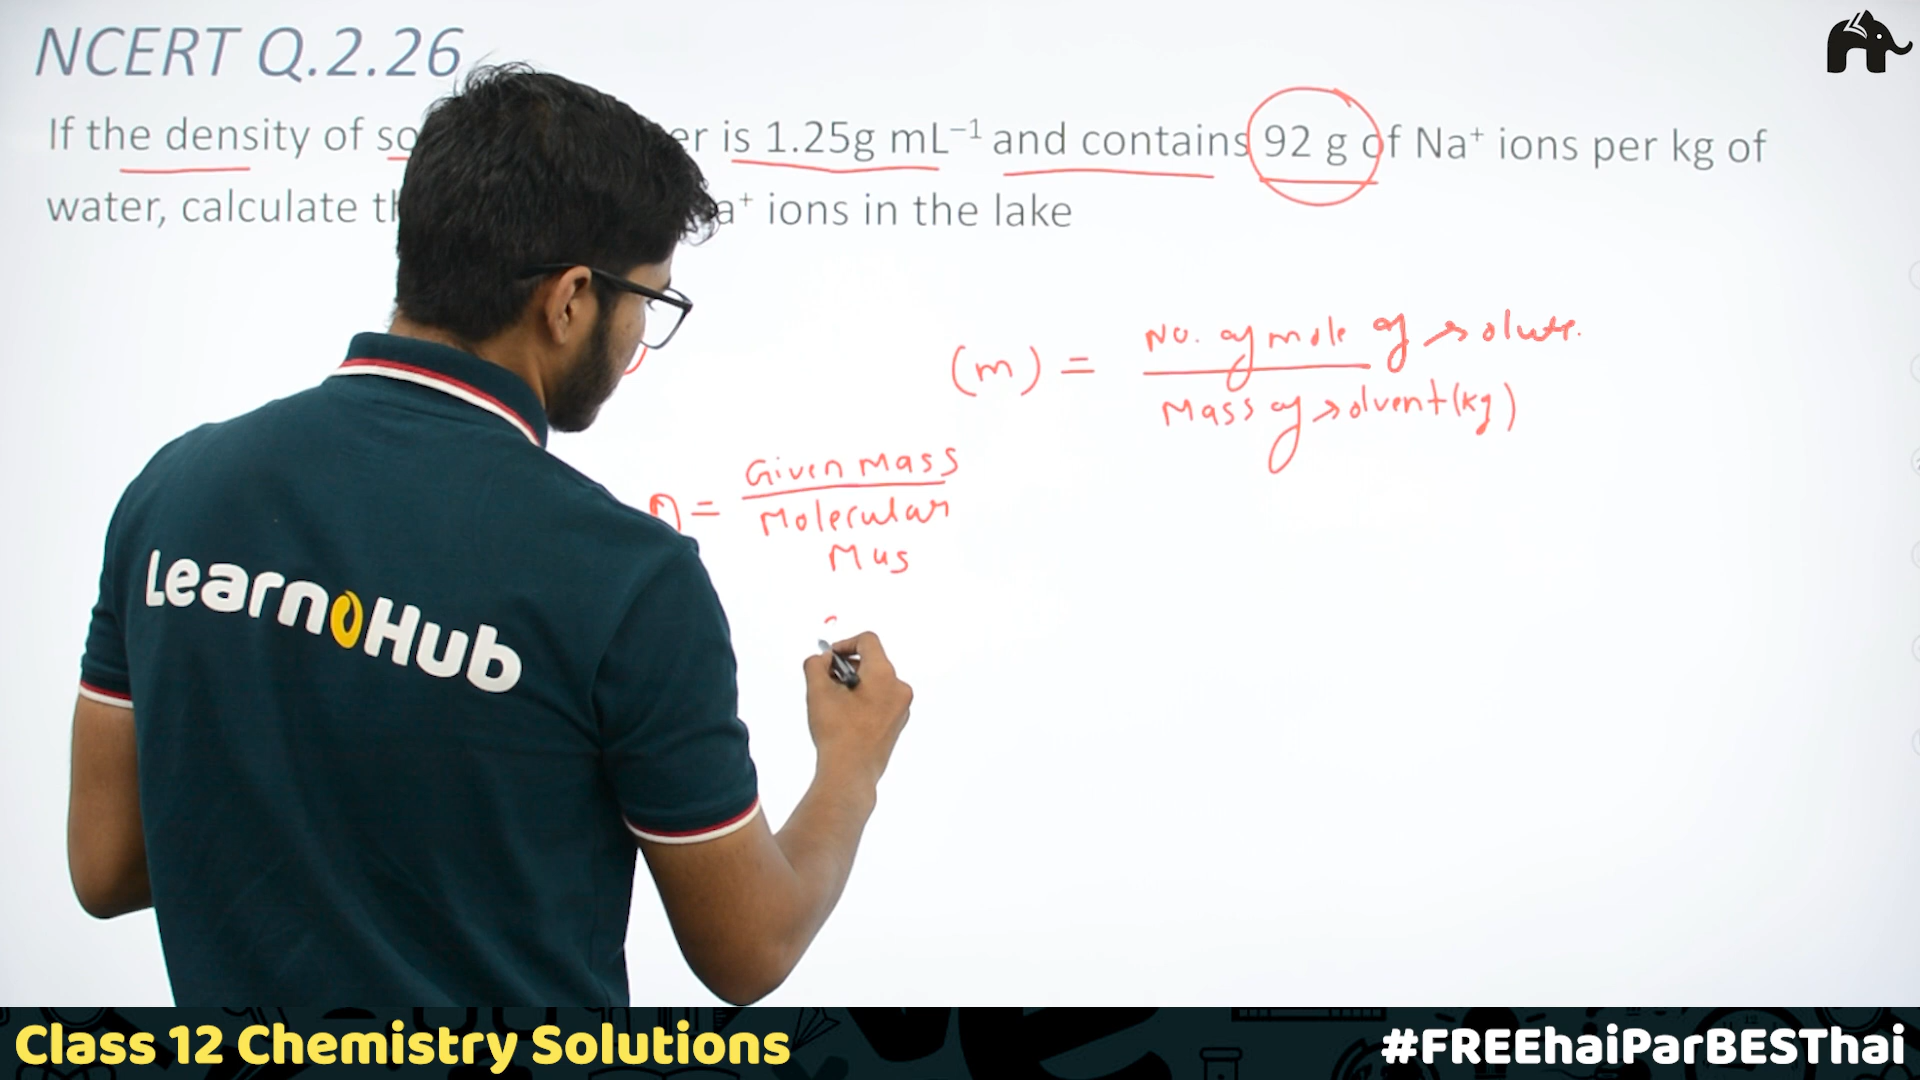 NCERT Q.2.26
If the density of so er is 1.25g mL⁻¹ and contains 92 g of Na⁺ ions per kg of
water, calculate th a⁺ ions in the lake
(m) = No. of mole of solute.
Mass of solvent (kg)
n = Given Mass
Molecular
Mas
LearnoHub
Class 12 Chemistry Solutions
#FREEhaiParBESThai